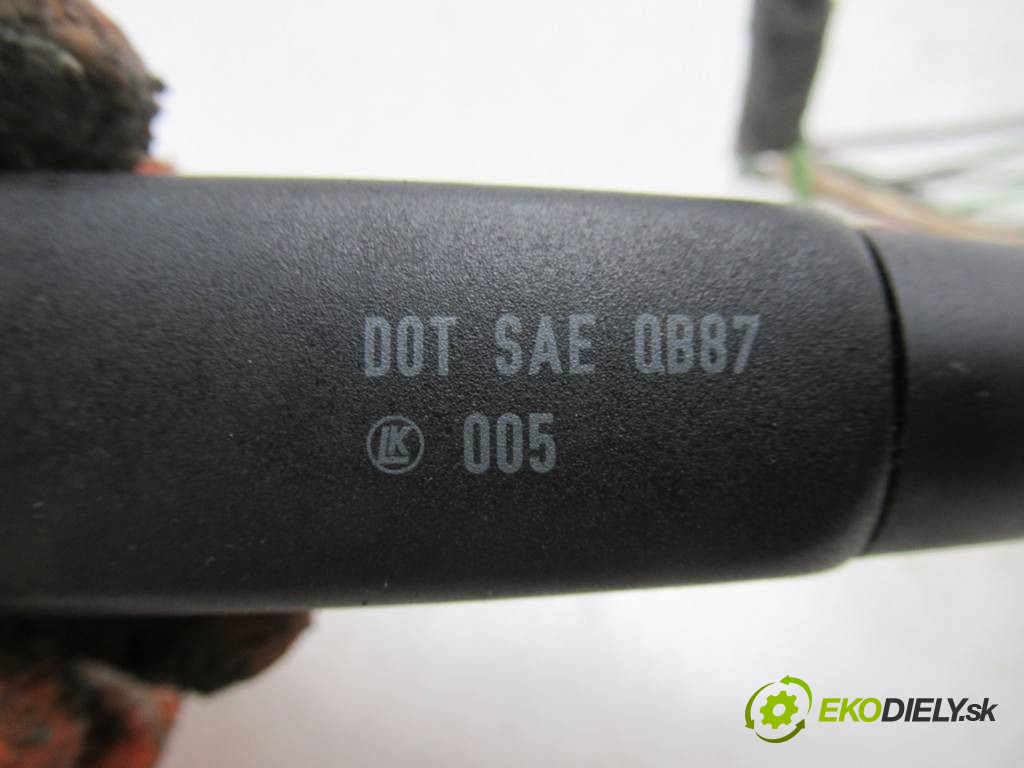 DOT SAE QB87
LK 005
EKODIELY.sk